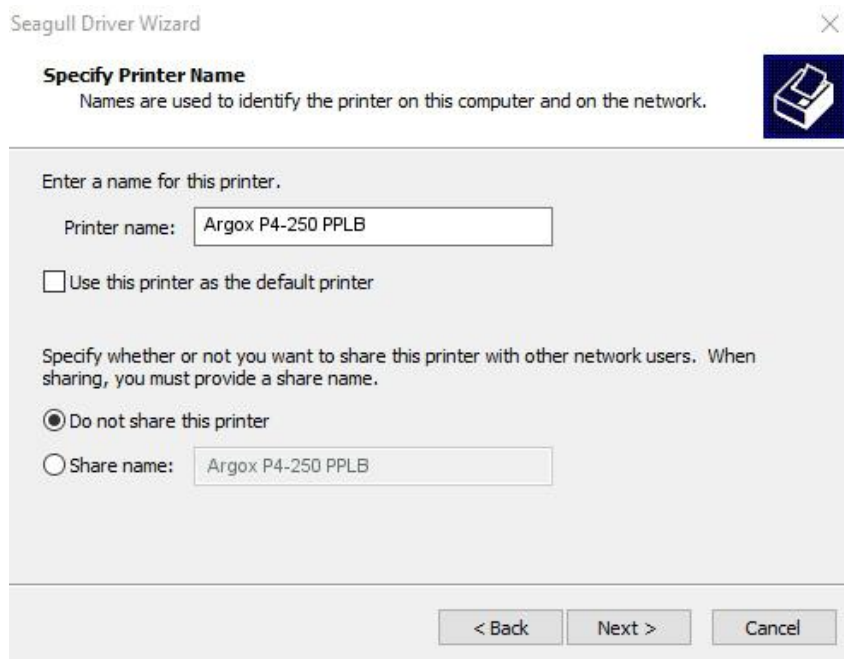 Seagull Driver Wizard
Specify Printer Name
Names are used to identify the printer on this computer and on the network.
Enter a name for this printer.
Printer name: Argox P4-250 PPLB
Use this printer as the default printer
Specify whether or not you want to share this printer with other network users.  When
sharing, you must provide a share name.
Do not share this printer
Share name: Argox P4-250 PPLB
< Back Next > Cancel